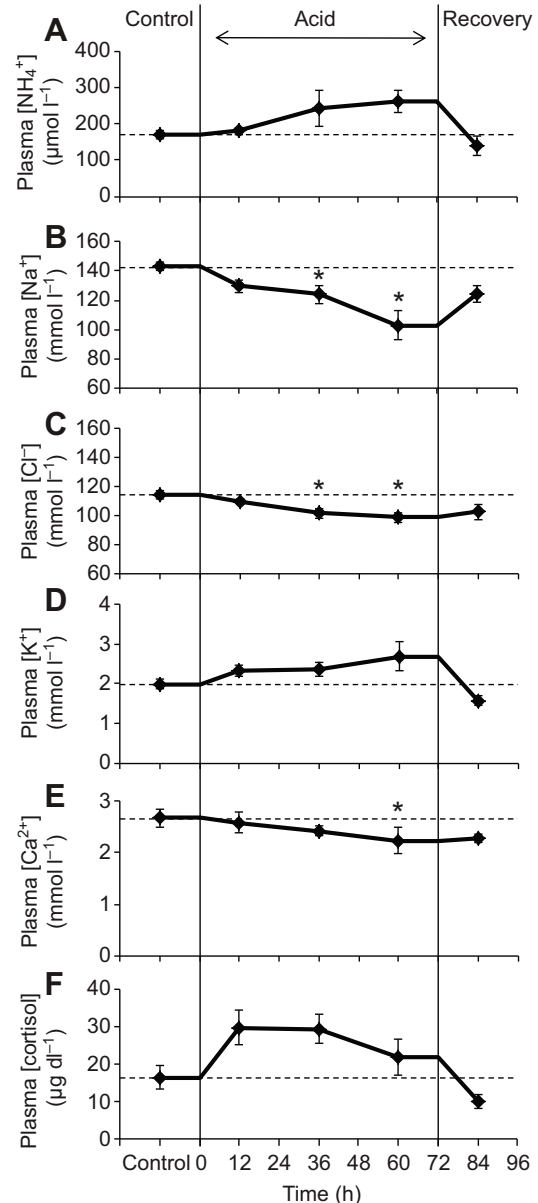 Control Acid Recovery
A
Plasma [NH₄⁺]
(μmol l⁻¹)
400
300
200
100
0
B
Plasma [Na⁺]
(mmol l⁻¹)
160
140
120
100
80
60
* *
C
Plasma [Cl⁻]
(mmol l⁻¹)
160
140
120
100
80
60
* *
D
Plasma [K⁺]
(mmol l⁻¹)
4
3
2
1
0
E
Plasma [Ca²⁺]
(mmol l⁻¹)
3
2
1
0
*
F
Plasma [cortisol]
(μg dl⁻¹)
40
30
20
10
0
Control 0 12 24 36 48 60 72 84 96
Time (h)